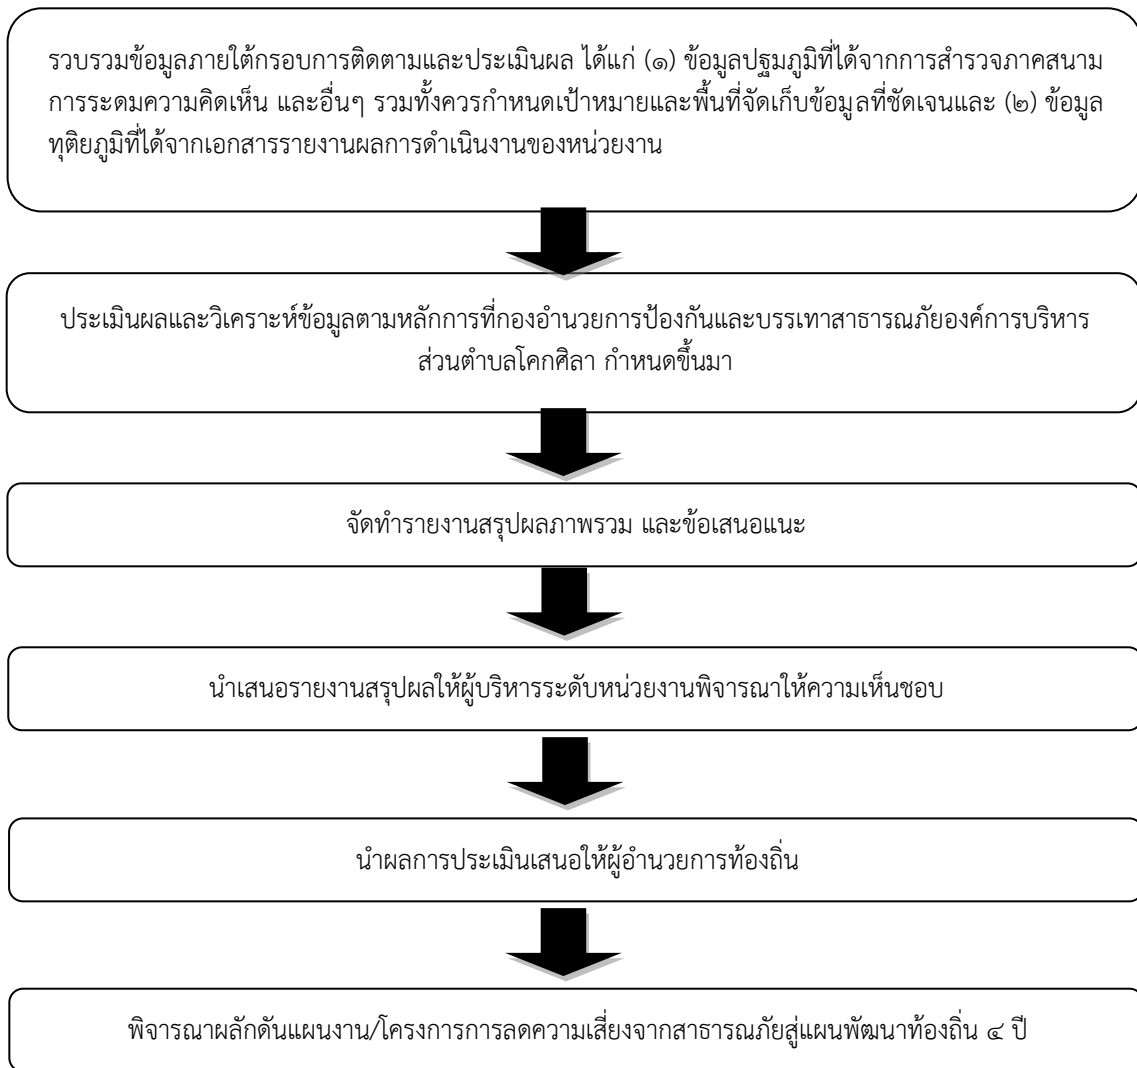 รวบรวมข้อมูลภายใต้กรอบการติดตามและประเมินผล ได้แก่ (๑) ข้อมูลปฐมภูมิที่ได้จากการสำรวจภาคสนาม
การระดมความคิดเห็น และอื่นๆ รวมทั้งควรกำหนดเป้าหมายและพื้นที่จัดเก็บข้อมูลที่ชัดเจนและ (๒) ข้อมูล
ทุติยภูมิที่ได้จากเอกสารรายงานผลการดำเนินงานของหน่วยงาน
ประเมินผลและวิเคราะห์ข้อมูลตามหลักการที่กองอำนวยการป้องกันและบรรเทาสาธารณภัยองค์การบริหาร
ส่วนตำบลโคกศิลา กำหนดขึ้นมา
จัดทำรายงานสรุปผลภาพรวม และข้อเสนอแนะ
นำเสนอรายงานสรุปผลให้ผู้บริหารระดับหน่วยงานพิจารณาให้ความเห็นชอบ
นำผลการประเมินเสนอให้ผู้อำนวยการท้องถิ่น
พิจารณาผลักดันแผนงาน/โครงการการลดความเสี่ยงจากสาธารณภัยสู่แผนพัฒนาท้องถิ่น ๔ ปี